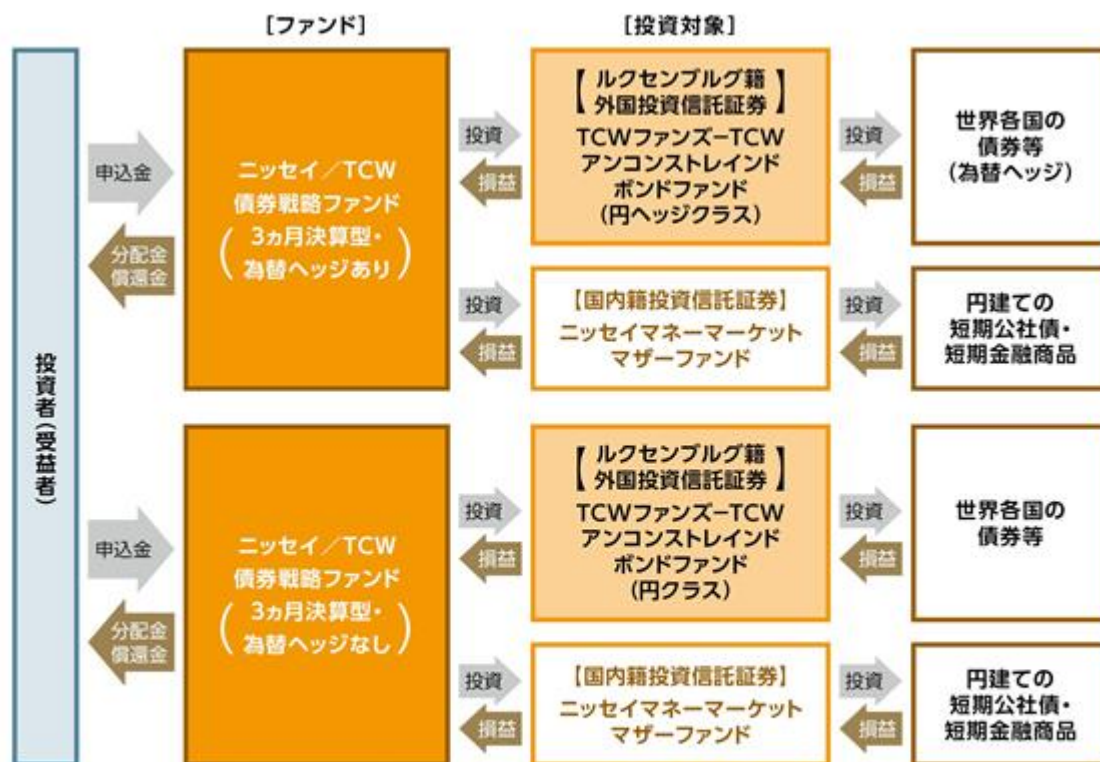 [ファンド]
[投資対象]
投資者(受益者)
申込金
分配金
償還金
ニッセイ／TCW
債券戦略ファンド
(3ヵ月決算型・
為替ヘッジあり)
投資
損益
【ルクセンブルグ籍
外国投資信託証券】
TCWファンズーTCW
アンコンストレインド
ボンドファンド
(円ヘッジクラス)
投資
損益
世界各国の
債券等
(為替ヘッジ)
投資
損益
【国内籍投資信託証券】
ニッセイマネーマーケット
マザーファンド
投資
損益
円建ての
短期公社債・
短期金融商品
申込金
分配金
償還金
ニッセイ／TCW
債券戦略ファンド
(3ヵ月決算型・
為替ヘッジなし)
投資
損益
【ルクセンブルグ籍
外国投資信託証券】
TCWファンズーTCW
アンコンストレインド
ボンドファンド
(円クラス)
投資
損益
世界各国の
債券等
投資
損益
【国内籍投資信託証券】
ニッセイマネーマーケット
マザーファンド
投資
損益
円建ての
短期公社債・
短期金融商品